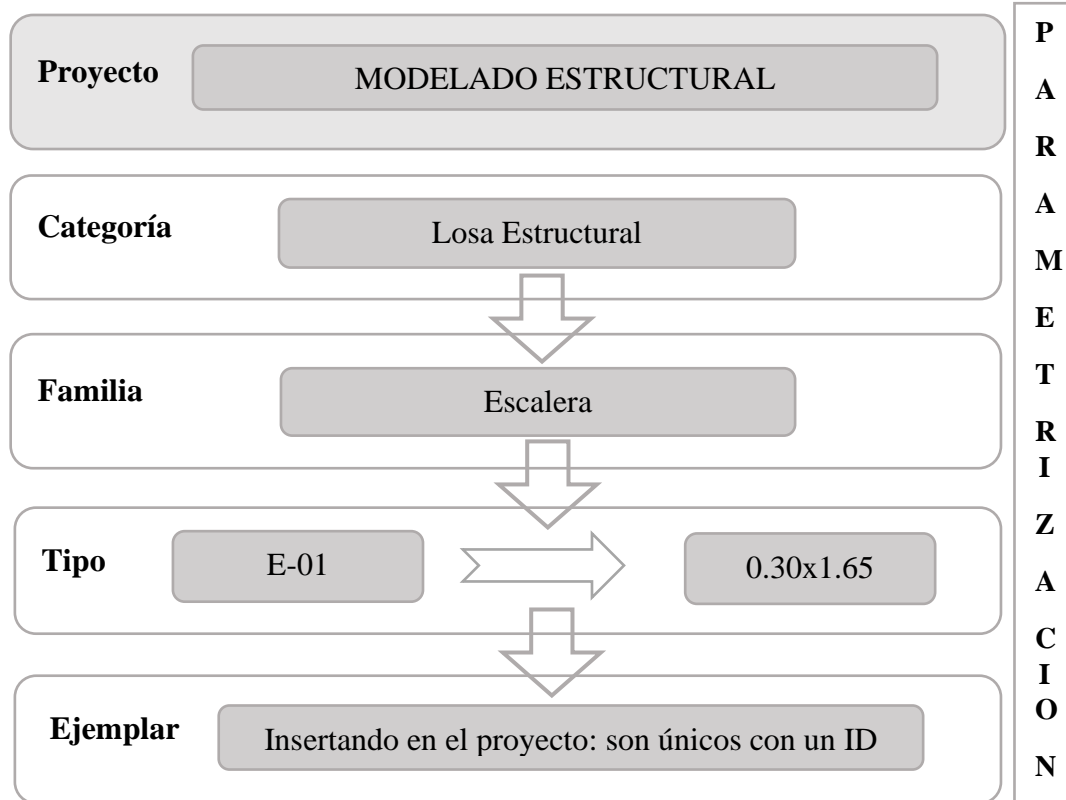 Proyecto
MODELADO ESTRUCTURAL
Categoría
Losa Estructural
Familia
Escalera
Tipo
E-01
0.30x1.65
Ejemplar
Insertando en el proyecto: son únicos con un ID
P
A
R
A
M
E
T
R
I
Z
A
C
I
O
N